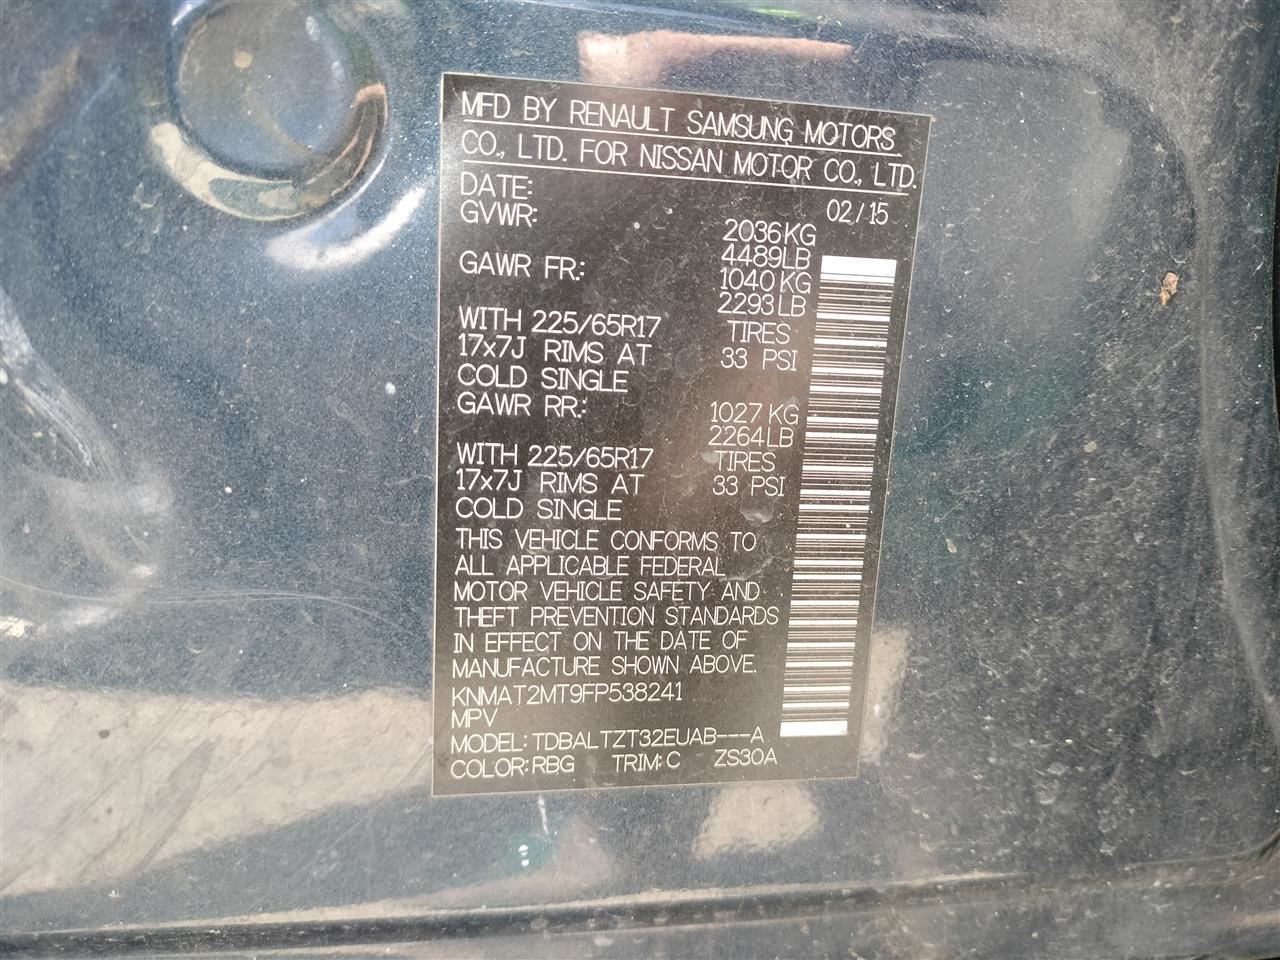 MFD BY RENAULT SAMSUNG MOTORS
CO., LTD. FOR NISSAN MOTOR CO., LTD.
DATE: 02/15
GVWR: 2036KG
4489LB
GAWR FR.: 1040KG
2293LB
WITH 225/65R17 TIRES
17x7J RIMS AT 33 PSI
COLD SINGLE
GAWR RR.: 1027KG
2264LB
WITH 225/65R17 TIRES
17x7J RIMS AT 33 PSI
COLD SINGLE
THIS VEHICLE CONFORMS TO
ALL APPLICABLE FEDERAL
MOTOR VEHICLE SAFETY AND
THEFT PREVENTION STANDARDS
IN EFFECT ON THE DATE OF
MANUFACTURE SHOWN ABOVE.
KNMAT2MT9FP538241
MPV
MODEL: TDBALTZT32EUAB---A
COLOR:RBG TRIM:C ZS30A